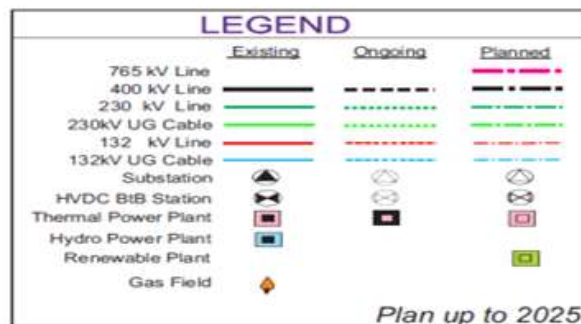 LEGEND
Existing Ongoing Planned
765 kV Line
400 kV Line
230 kV Line
230kV UG Cable
132 kV Line
132kV UG Cable
Substation
HVDC BtB Station
Thermal Power Plant
Hydro Power Plant
Renewable Plant
Gas Field
Plan up to 2025